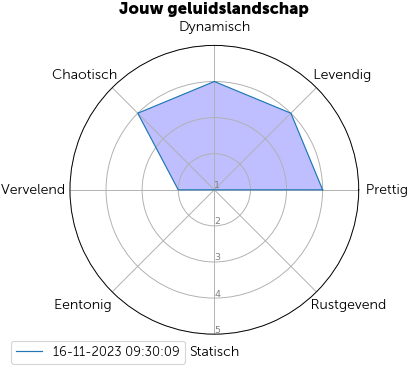 Jouw geluidslandschap
Dynamisch
Chaotisch
Levendig
Vervelend
1
Prettig
2
3
4
Eentonig
Rustgevend
5
16-11-2023 09:30:09
Statisch